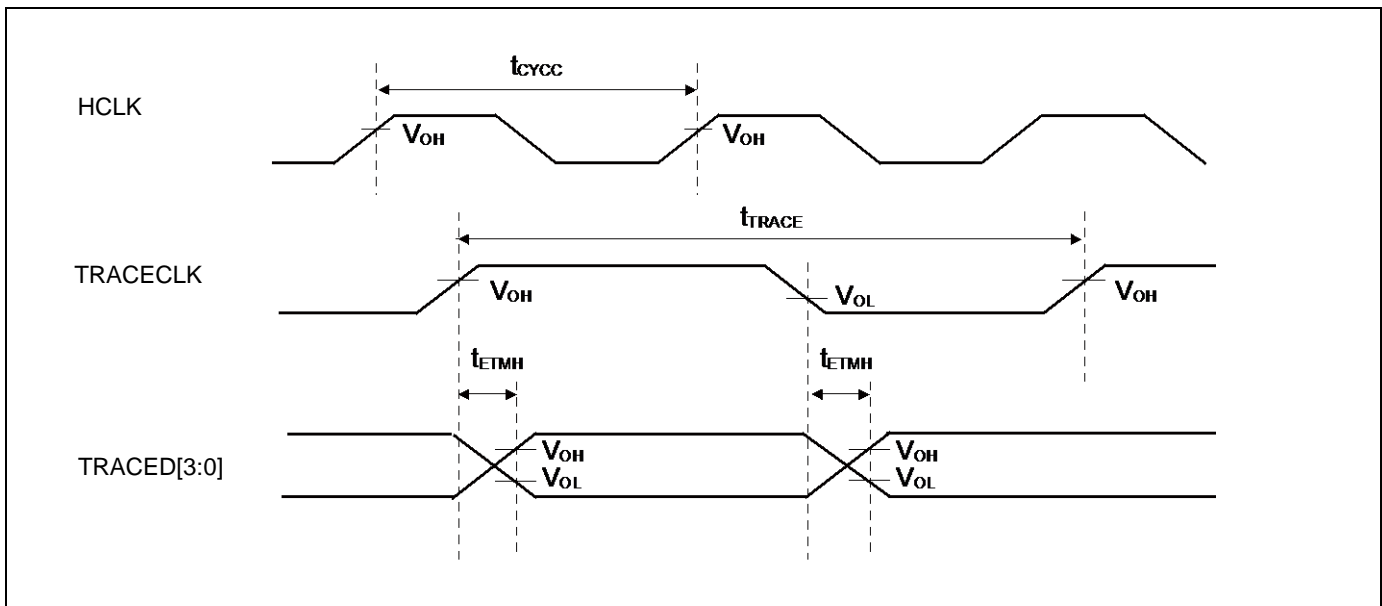 tCYCC
HCLK
VOH VOH
tTRACE
TRACECLK
VOH VOL VOH
tETMH tETMH
TRACED[3:0]
VOH VOH
VOL VOL